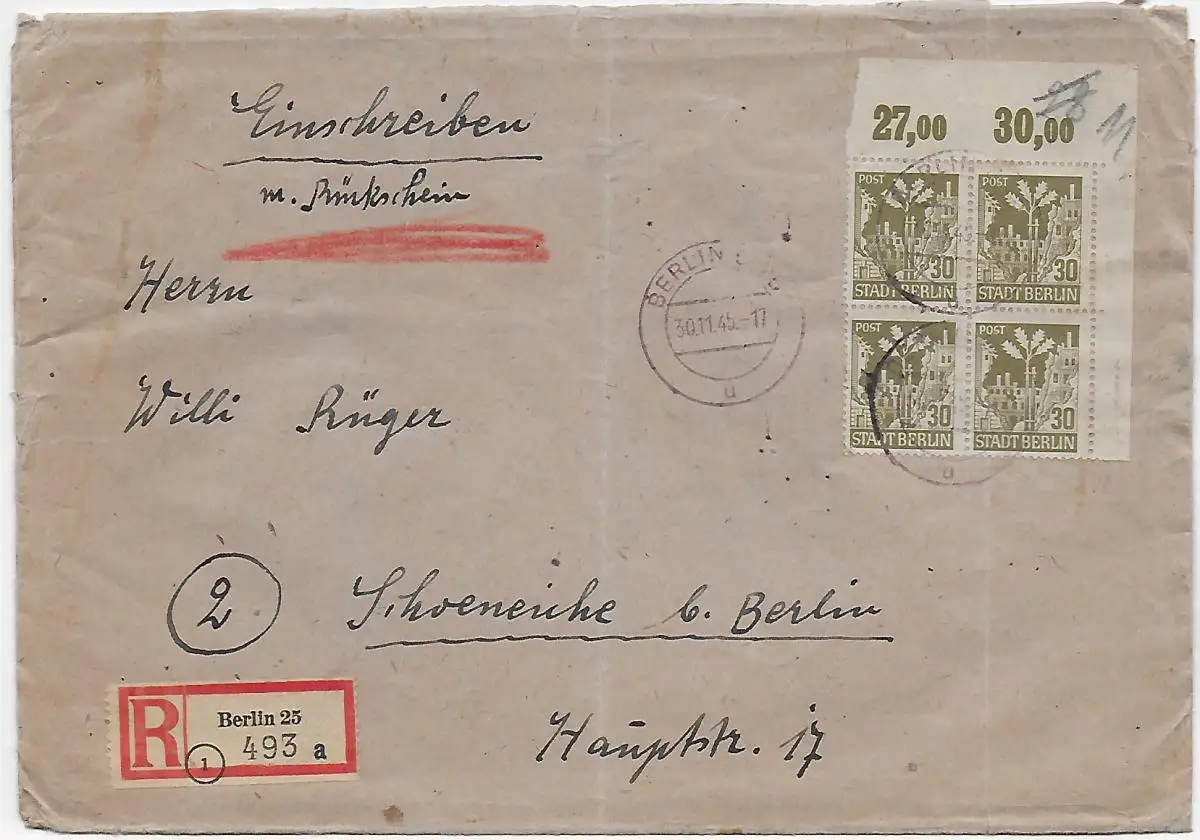 Einschreiben
m. Rückschein
Herrn
Willi Rüger
2 Schoeneiche b. Berlin
Hauptstr. 17
R
Berlin 25
1 493 a
BERLIN
30.11.45.-17
u
28 M
27,00 30,00
POST POST
30 30
STADT BERLIN STADT BERLIN
POST POST
30 30
STADT BERLIN STADT BERLIN
u